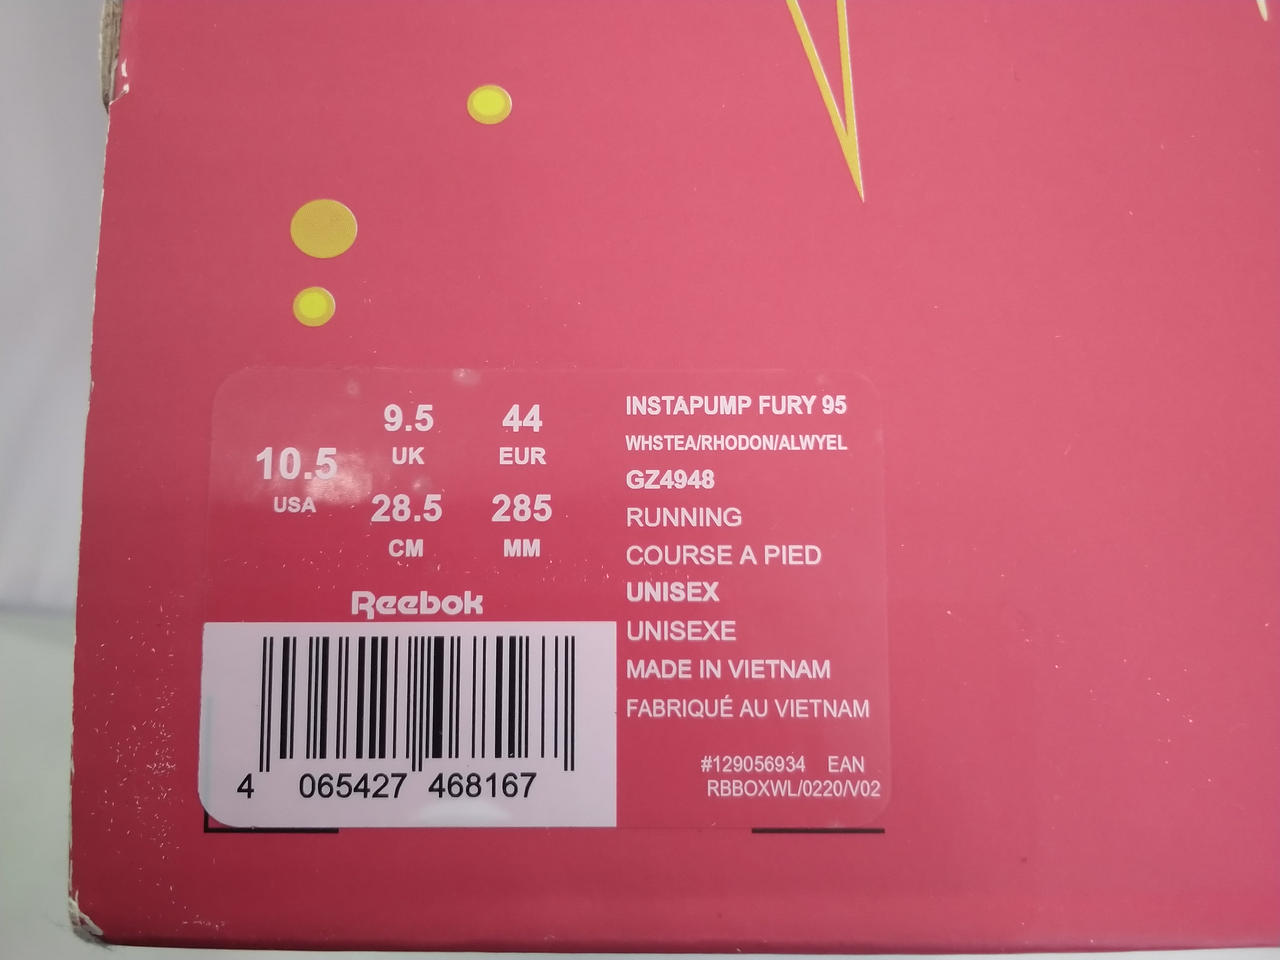 10.5
USA
9.5
UK
44
EUR
28.5
CM
285
MM
Reebok
4 065427 468167
INSTAPUMP FURY 95
WHSTEA/RHODON/ALWYEL
GZ4948
RUNNING
COURSE A PIED
UNISEX
UNISEXE
MADE IN VIETNAM
FABRIQUÉ AU VIETNAM
#129056934 EAN
RBBOXWL/0220/V02